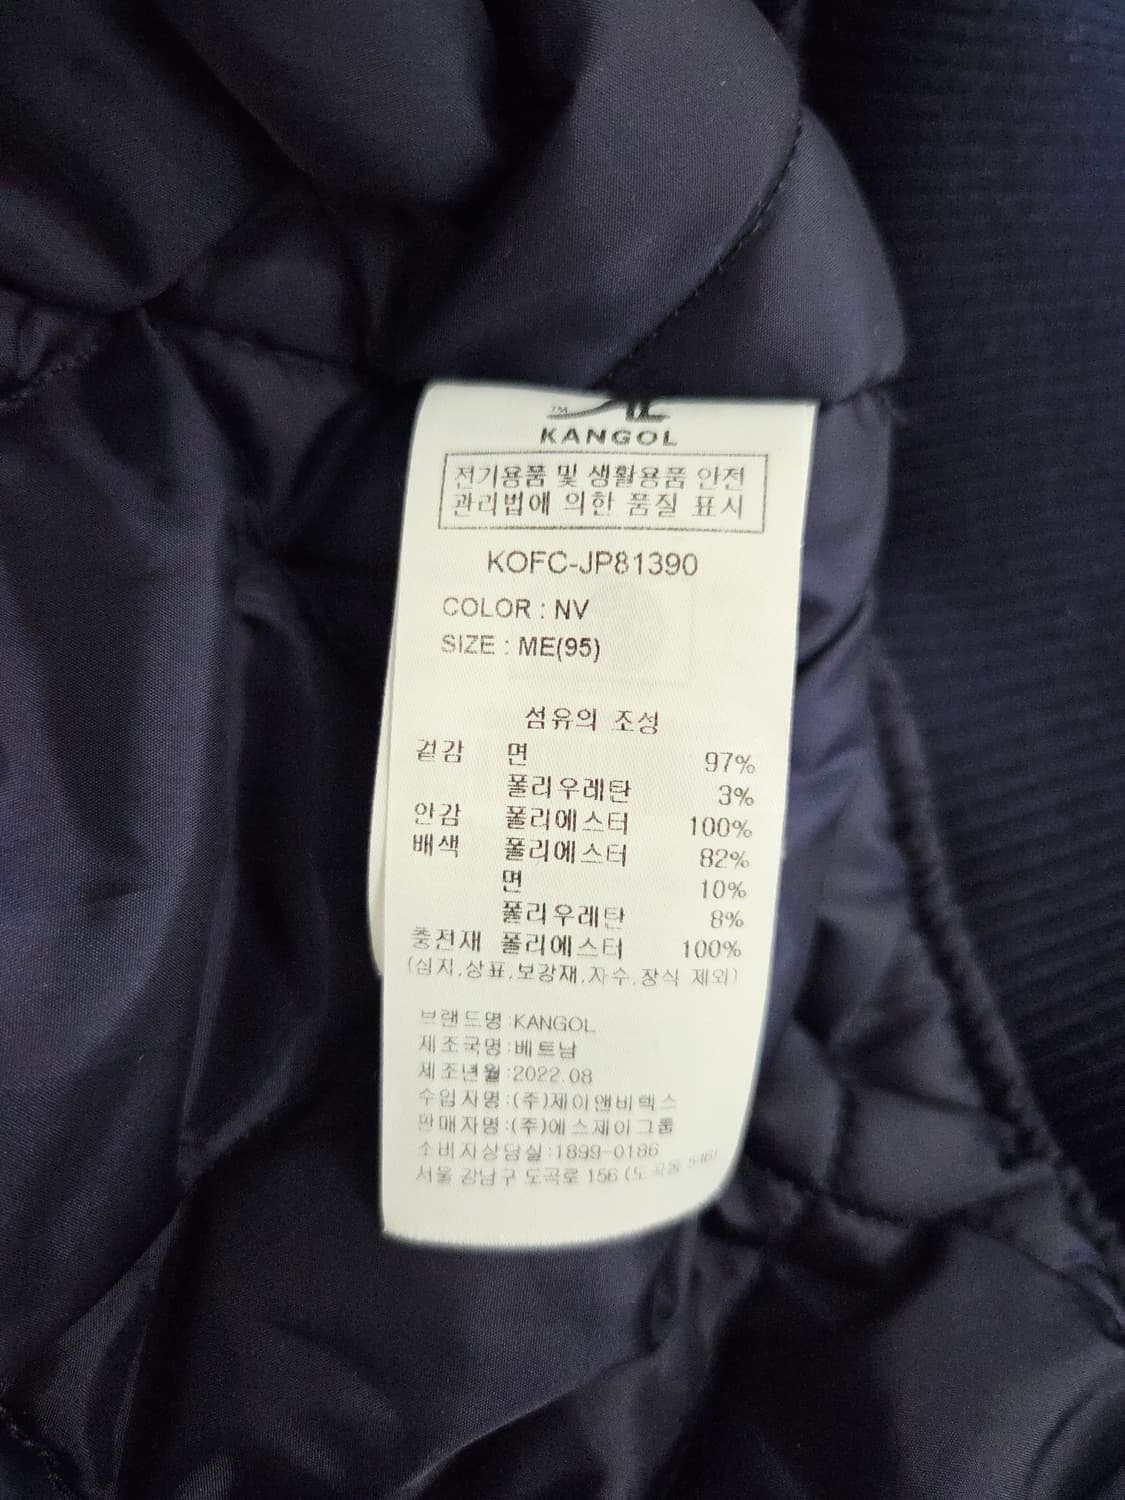 TM
KANGOL
전기용품 및 생활용품 안전
관리법에 의한 품질 표시
KOFC-JP81390
COLOR : NV
SIZE : ME(95)
섬유의 조성
겉감 면 97%
폴리우레탄 3%
안감 폴리에스터 100%
배색 폴리에스터 82%
면 10%
폴리우레탄 8%
충전재 폴리에스터 100%
(심지,상표,보강재,자수,장식 제외)
브랜드명:KANGOL
제조국명:베트남
제조년월:2022.08
수입자명:(주)제이앤비텍스
판매자명:(주)에스제이그룹
소비자상담실:1899-0186
서울 강남구 도곡로 156 (도곡동 546)